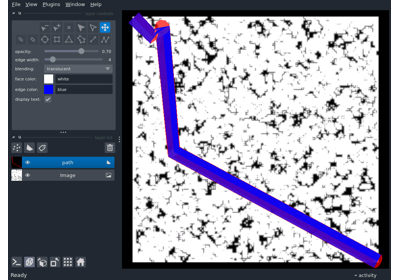 File View Plugins Window Help
opacity: 0.70
edge width: 4
blending: translucent
face color: white
edge color: blue
display text: ✓
path
Image
Ready
activity